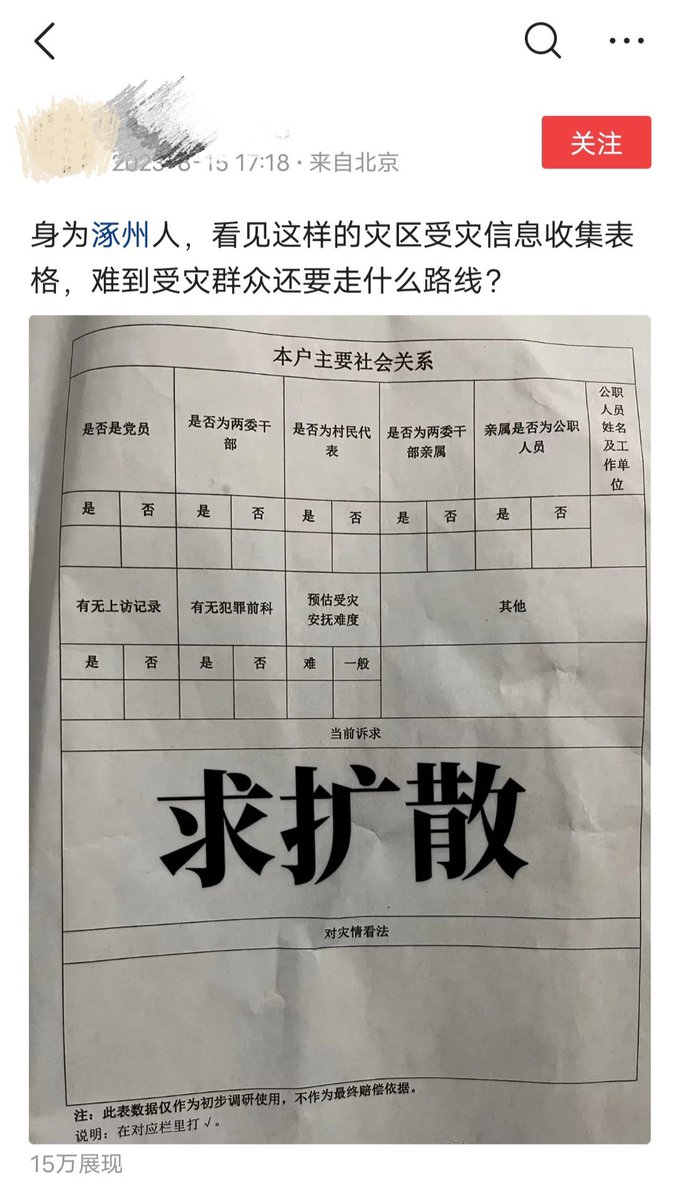 关注
8-15 17:18 · 来自北京
身为涿州人，看见这样的灾区受灾信息收集表
格，难到受灾群众还要走什么路线？
本户主要社会关系
是否是党员
是否为两委干
部
是否为村民代
表
是否为两委干
部亲属
亲属是否为公职
人员
公职
人员
姓名
及工
作单
位
是 否 是 否 是 否 是 否 是 否
有无上访记录
有无犯罪前科
预估受灾
安抚难度
其他
是 否 是 否 难 一般
当前诉求
求扩散
对灾情看法
注：此表数据仅作为初步调研使用，不作为最终赔偿依据。
说明：在对应栏里打√。
15万展现